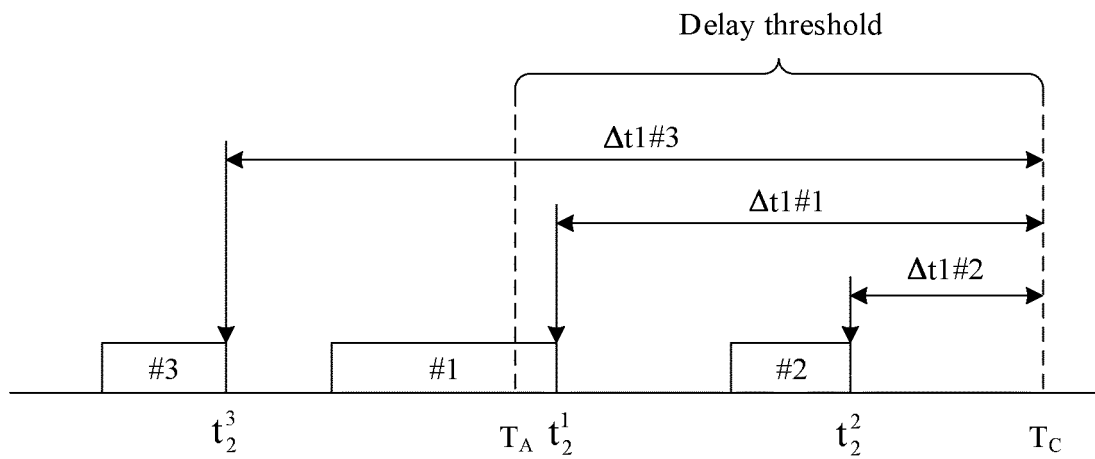 Delay threshold
Δt1#3
Δt1#1
Δt1#2
#3 #1 #2
t₂³ T_A t₂¹ t₂² T_C